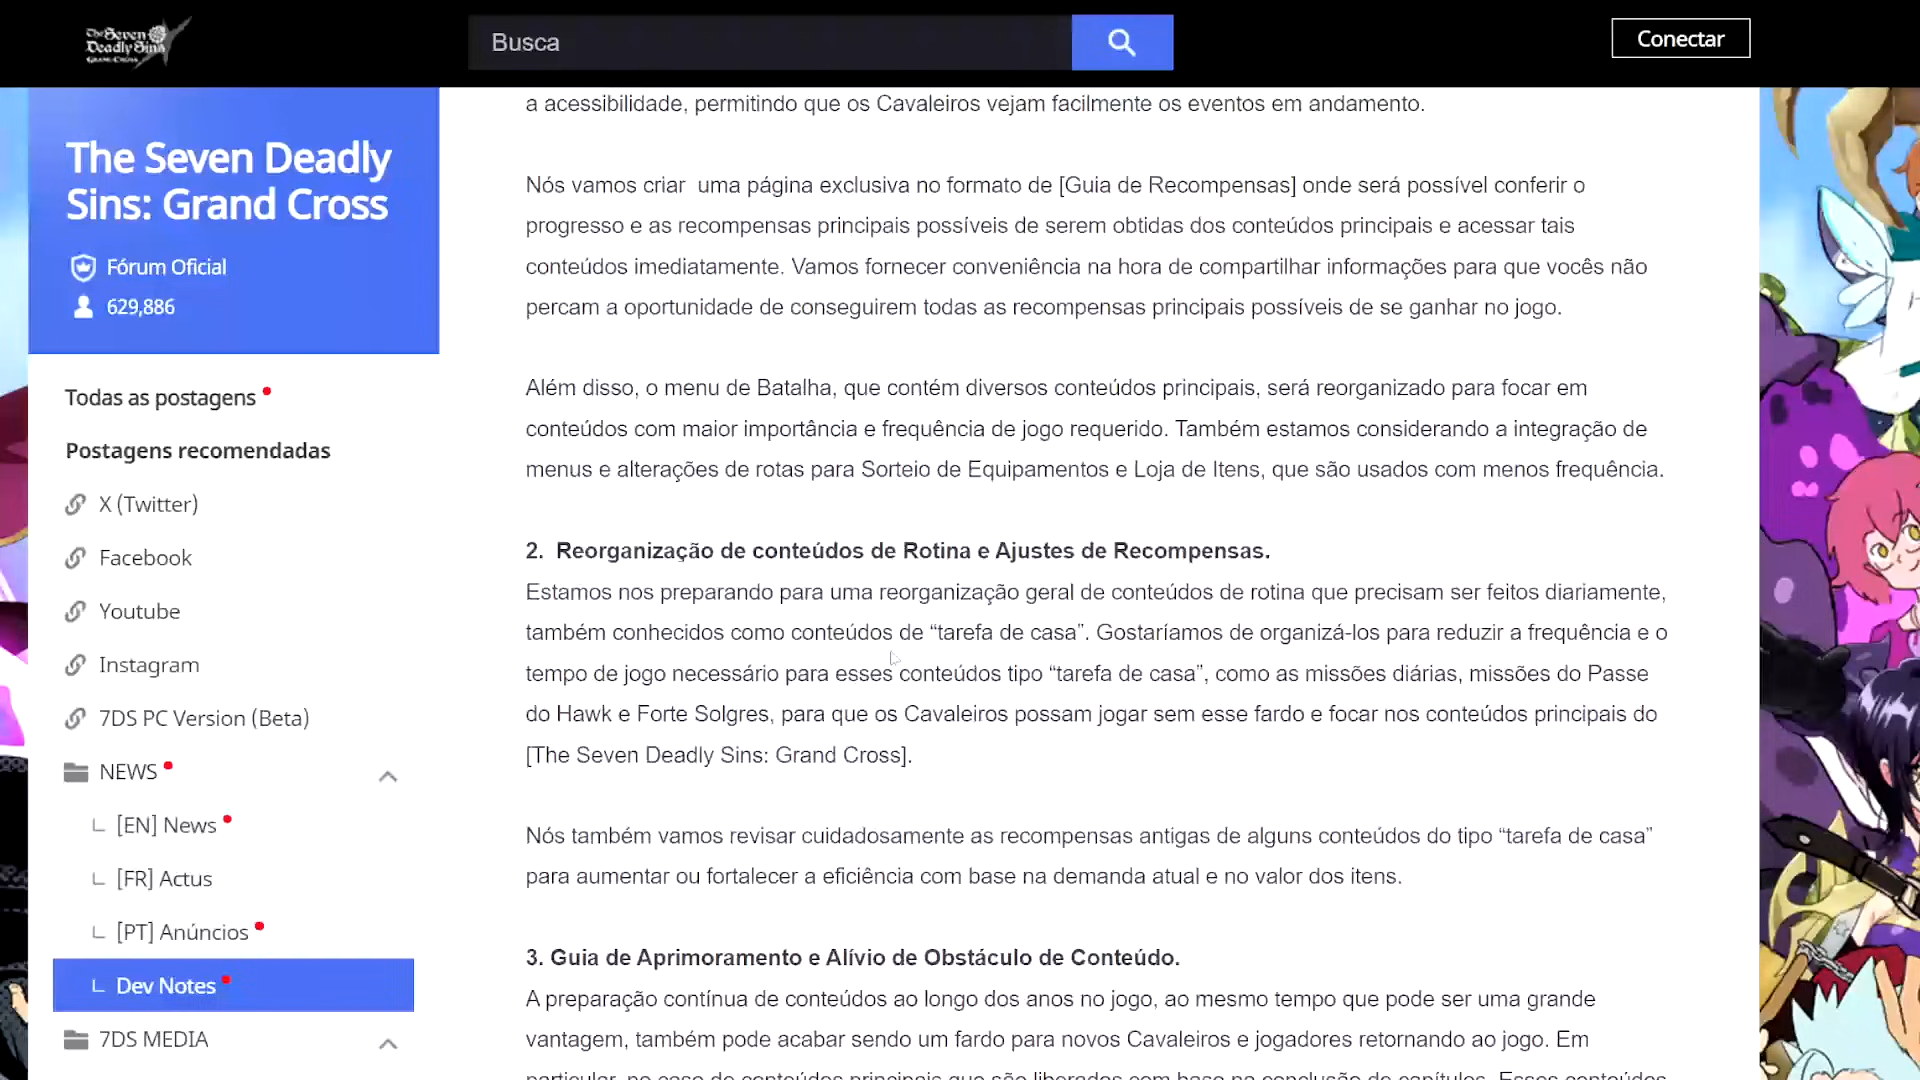 The Seven
Deadly Sins
GRAND CROSS
Busca
Conectar
The Seven Deadly
Sins: Grand Cross
Fórum Oficial
629,886
Todas as postagens
Postagens recomendadas
X (Twitter)
Facebook
Youtube
Instagram
7DS PC Version (Beta)
NEWS
[EN] News
[FR] Actus
[PT] Anúncios
Dev Notes
7DS MEDIA
a acessibilidade, permitindo que os Cavaleiros vejam facilmente os eventos em andamento.
Nós vamos criar  uma página exclusiva no formato de [Guia de Recompensas] onde será possível conferir o
progresso e as recompensas principais possíveis de serem obtidas dos conteúdos principais e acessar tais
conteúdos imediatamente. Vamos fornecer conveniência na hora de compartilhar informações para que vocês não
percam a oportunidade de conseguirem todas as recompensas principais possíveis de se ganhar no jogo.
Além disso, o menu de Batalha, que contém diversos conteúdos principais, será reorganizado para focar em
conteúdos com maior importância e frequência de jogo requerido. Também estamos considerando a integração de
menus e alterações de rotas para Sorteio de Equipamentos e Loja de Itens, que são usados com menos frequência.
2.  Reorganização de conteúdos de Rotina e Ajustes de Recompensas.
Estamos nos preparando para uma reorganização geral de conteúdos de rotina que precisam ser feitos diariamente,
também conhecidos como conteúdos de “tarefa de casa”. Gostaríamos de organizá-los para reduzir a frequência e o
tempo de jogo necessário para esses conteúdos tipo “tarefa de casa”, como as missões diárias, missões do Passe
do Hawk e Forte Solgres, para que os Cavaleiros possam jogar sem esse fardo e focar nos conteúdos principais do
[The Seven Deadly Sins: Grand Cross].
Nós também vamos revisar cuidadosamente as recompensas antigas de alguns conteúdos do tipo “tarefa de casa”
para aumentar ou fortalecer a eficiência com base na demanda atual e no valor dos itens.
3. Guia de Aprimoramento e Alívio de Obstáculo de Conteúdo.
A preparação contínua de conteúdos ao longo dos anos no jogo, ao mesmo tempo que pode ser uma grande
vantagem, também pode acabar sendo um fardo para novos Cavaleiros e jogadores retornando ao jogo. Em
particular, no caso de conteúdos principais que são liberados com base na conclusão de capítulos. Esses conteúdos